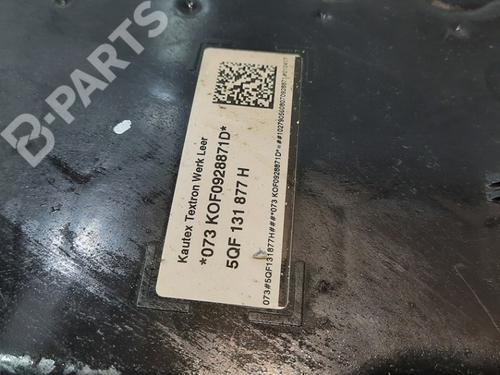 B-PARTS
Kautex Textron Werk Leer
*073 KOF0928871D*
5QF 131 877 H
073#5QF131877H###*073 KOF0928871D*=